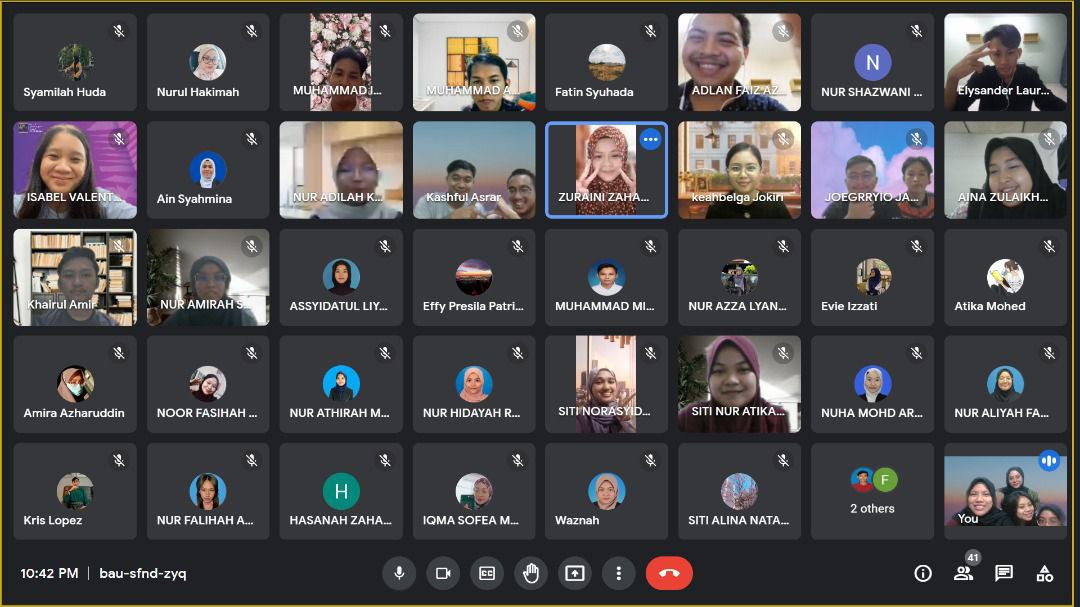 Syamilah Huda
Nurul Hakimah
MUHAMMAD I...
MUHAMMAD A...
Fatin Syuhada
ADLAN FAIZ AZ...
N
NUR SHAZWANI ...
Elysander Laur...
ISABEL VALENT...
Ain Syahmina
NUR ADILAH K...
Kashful Asrar
ZURAINI ZAHA...
keahbelga Jokiri
JOEGRRYIO JA...
AINA ZULAIKH...
Khairul Amir
NUR AMIRAH S...
ASSYIDATUL LIY...
Effy Presila Patri...
MUHAMMAD MI...
NUR AZZA LYAN...
Evie Izzati
Atika Mohed
Amira Azharuddin
NOOR FASIHAH ...
NUR ATHIRAH M...
NUR HIDAYAH R...
SITI NORASYID...
SITI NUR ATIKA...
NUHA MOHD AR...
NUR ALIYAH FA...
Kris Lopez
NUR FALIHAH A...
H
HASANAH ZAHA...
IQMA SOFEA M...
Waznah
SITI ALINA NATA...
F
2 others
You
10:42 PM | bau-sfnd-zyq
CC
41